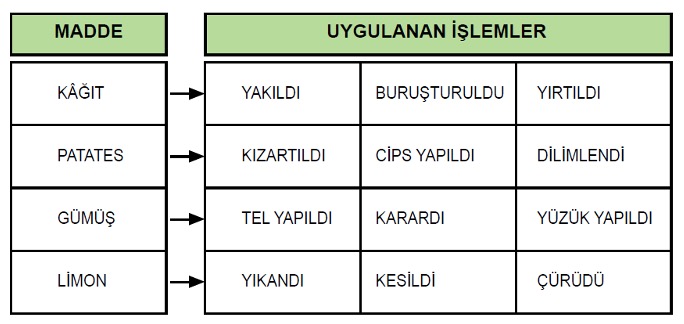 MADDE UYGULANAN İŞLEMLER
KÂĞIT YAKILDI BURUŞTURULDU YIRTILDI
PATATES KIZARTILDI CİPS YAPILDI DİLİMLENDİ
GÜMÜŞ TEL YAPILDI KARARDI YÜZÜK YAPILDI
LİMON YIKANDI KESİLDİ ÇÜRÜDÜ